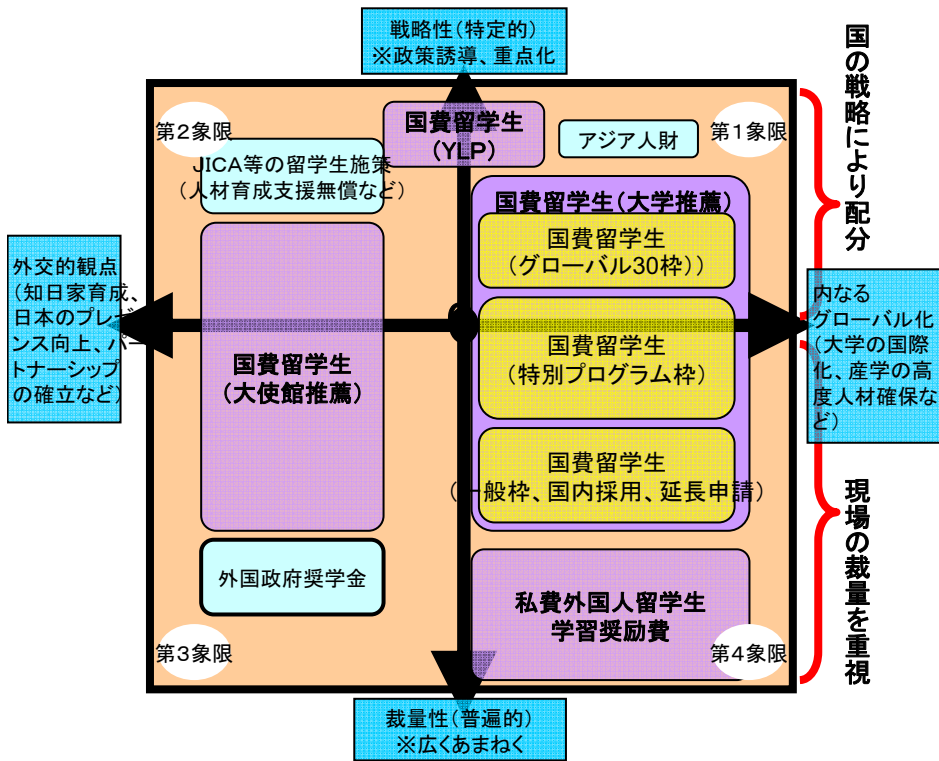 戦略性(特定的)
※政策誘導、重点化
国の戦略により配分
第2象限
国費留学生
(YLP)
アジア人財
第1象限
JICA等の留学生施策
(人材育成支援無償など)
国費留学生(大学推薦)
国費留学生
(グローバル30枠))
外交的観点
(知日家育成、
日本のプレゼ
ンス向上、パー
トナーシップ
の確立など)
国費留学生
(大使館推薦)
国費留学生
(特別プログラム枠)
内なる
グローバル化
(大学の国際
化、産学の高
度人材確保な
ど)
国費留学生
(一般枠、国内採用、延長申請)
現場の裁量を重視
外国政府奨学金
私費外国人留学生
学習奨励費
第3象限
第4象限
裁量性(普遍的)
※広くあまねく